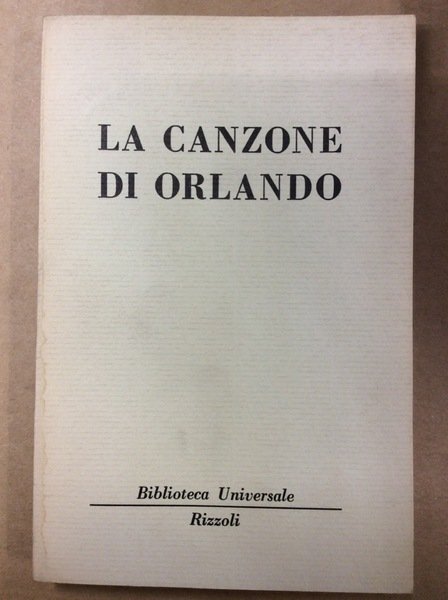 LA CANZONE
DI ORLANDO
Biblioteca Universale
Rizzoli